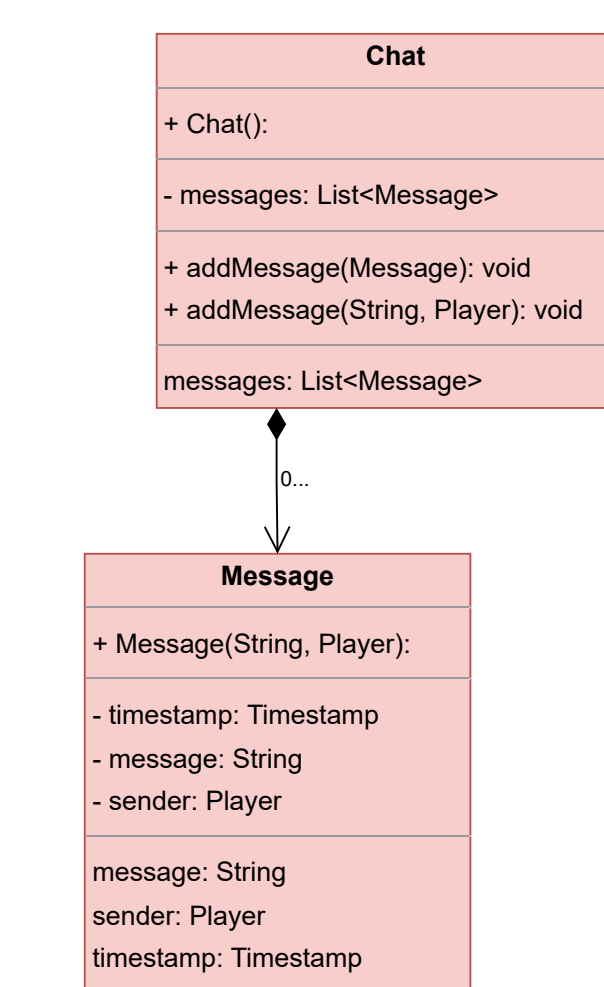 Chat
+ Chat():
- messages: List<Message>
+ addMessage(Message): void
+ addMessage(String, Player): void
messages: List<Message>
0...
Message
+ Message(String, Player):
- timestamp: Timestamp
- message: String
- sender: Player
message: String
sender: Player
timestamp: Timestamp